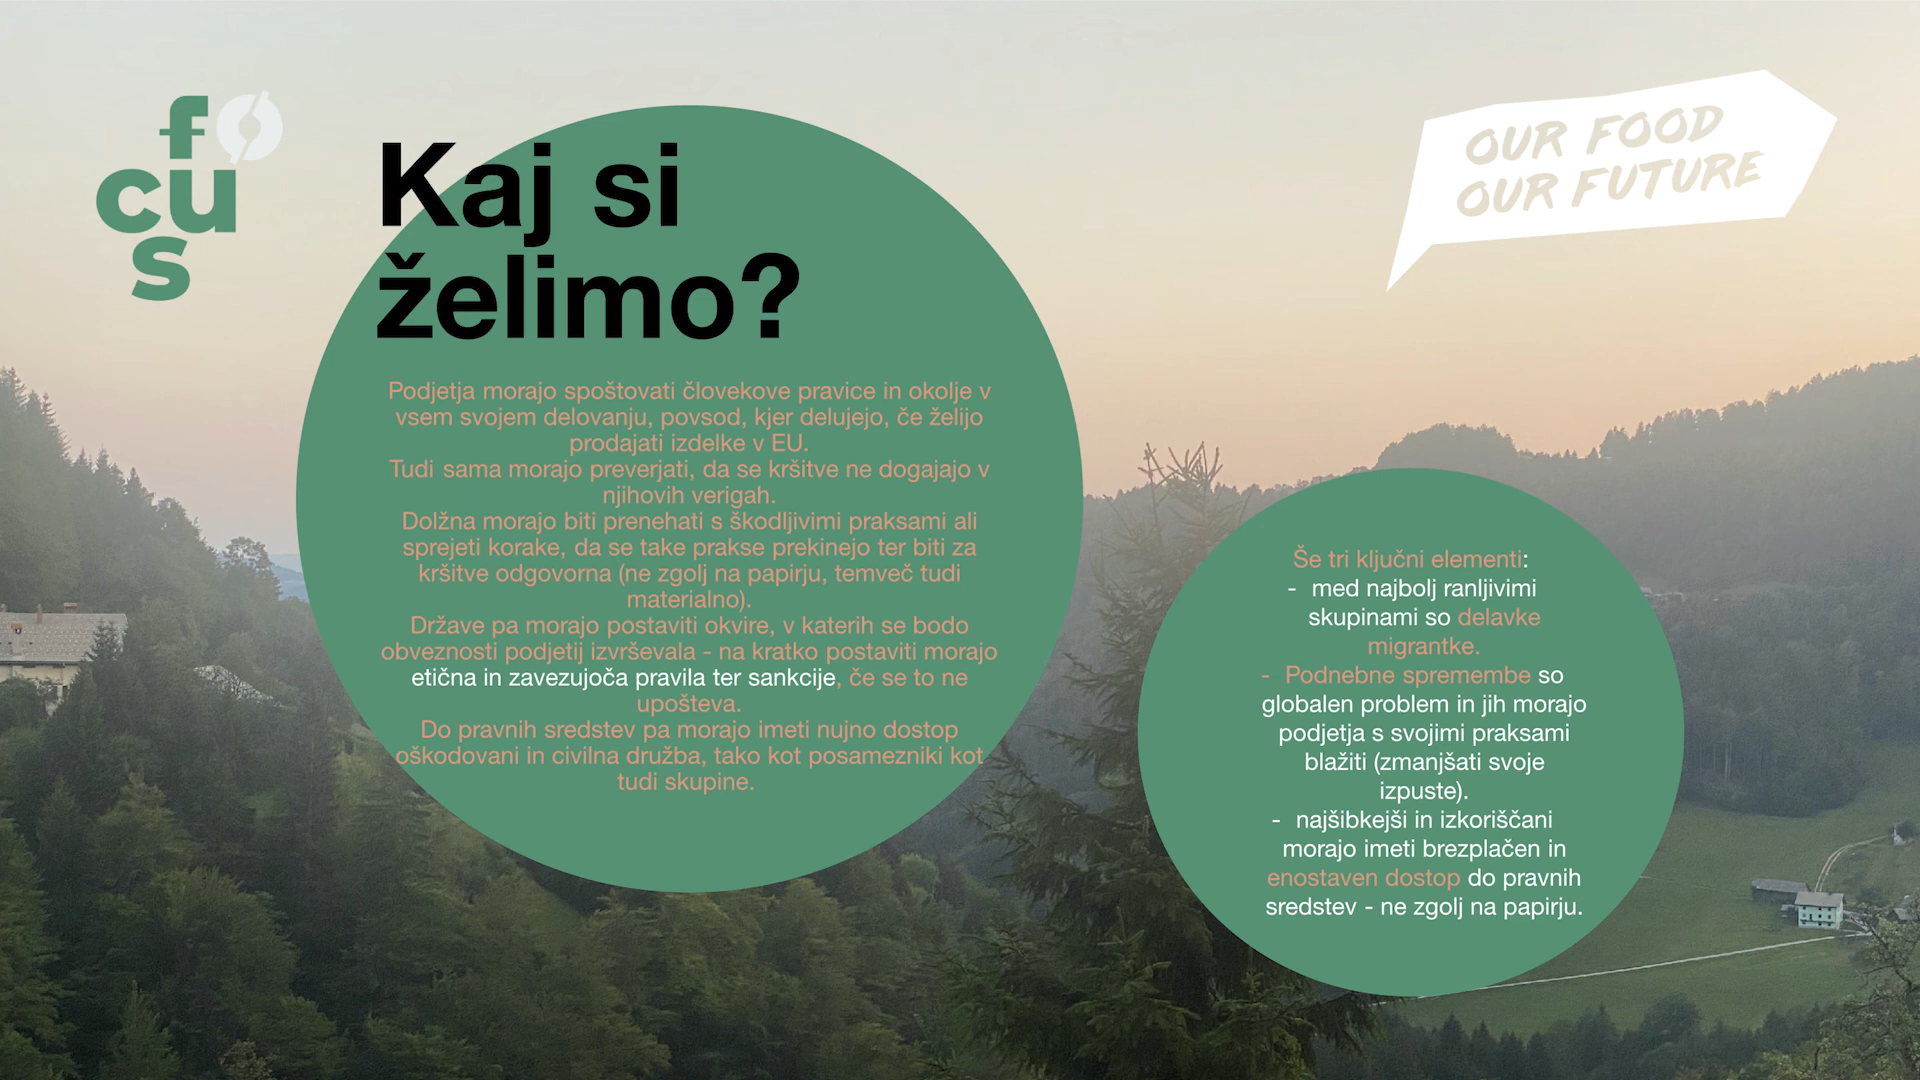 focus
OUR FOOD
OUR FUTURE
Kaj si
želimo?
Podjetja morajo spoštovati človekove pravice in okolje v
vsem svojem delovanju, povsod, kjer delujejo, če želijo
prodajati izdelke v EU.
Tudi sama morajo preverjati, da se kršitve ne dogajajo v
njihovih verigah.
Dolžna morajo biti prenehati s škodljivimi praksami ali
sprejeti korake, da se take prakse prekinejo ter biti za
kršitve odgovorna (ne zgolj na papirju, temveč tudi
materialno).
Države pa morajo postaviti okvire, v katerih se bodo
obveznosti podjetij izvrševala - na kratko postaviti morajo
etična in zavezujoča pravila ter sankcije, če se to ne
upošteva.
Do pravnih sredstev pa morajo imeti nujno dostop
oškodovani in civilna družba, tako kot posamezniki kot
tudi skupine.
Še tri ključni elementi:
- med najbolj ranljivimi
skupinami so delavke
migrantke.
- Podnebne spremembe so
globalen problem in jih morajo
podjetja s svojimi praksami
blažiti (zmanjšati svoje
izpuste).
- najšibkejši in izkoriščani
morajo imeti brezplačen in
enostaven dostop do pravnih
sredstev - ne zgolj na papirju.